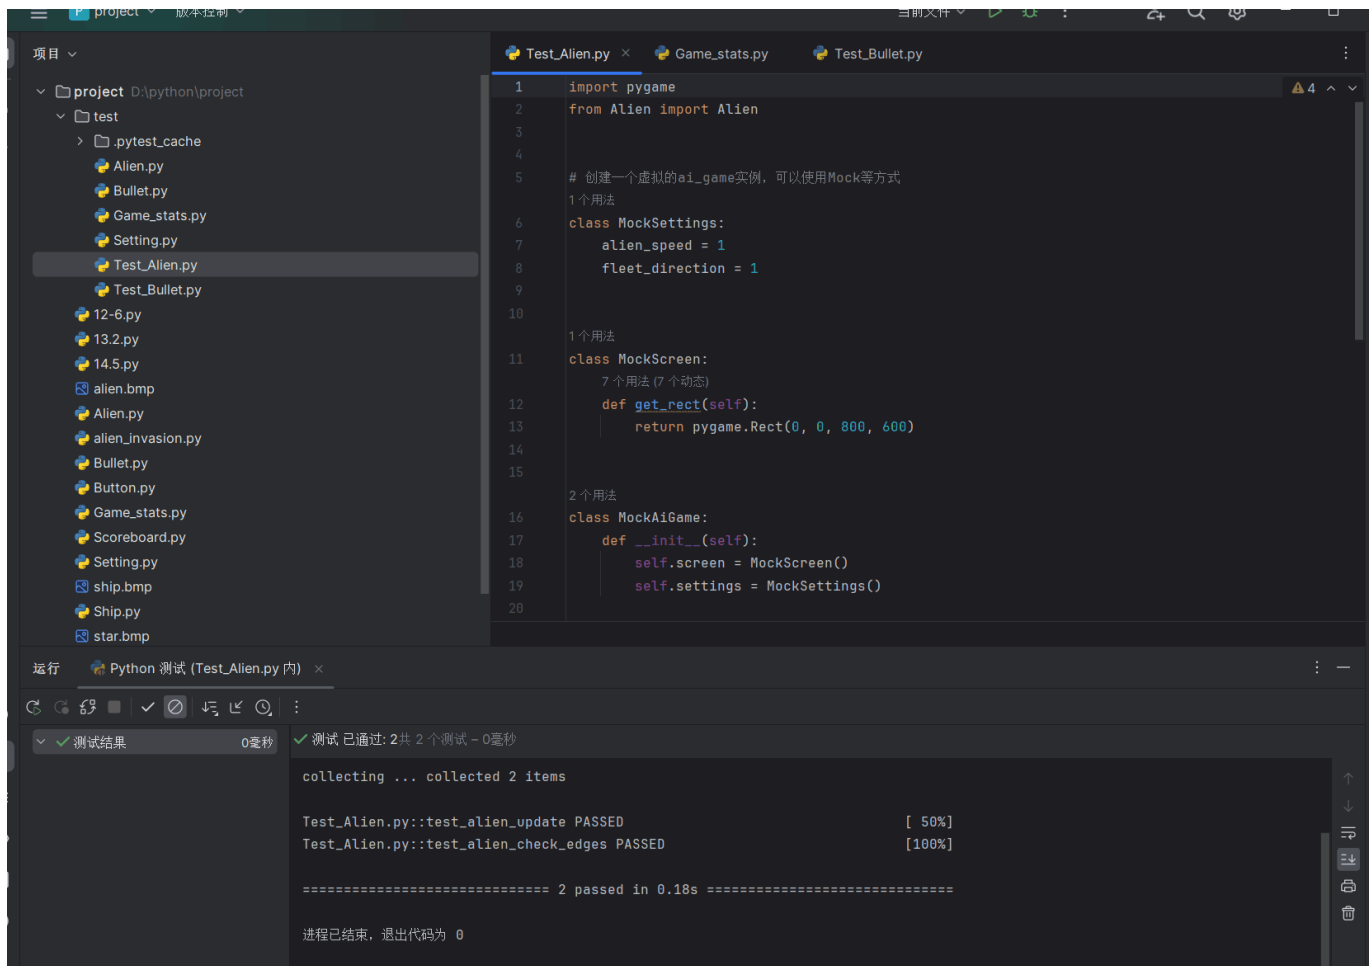 P project 版本控制
当前文件
项目
project D:\python\project
test
.pytest_cache
Alien.py
Bullet.py
Game_stats.py
Setting.py
Test_Alien.py
Test_Bullet.py
12-6.py
13.2.py
14.5.py
alien.bmp
Alien.py
alien_invasion.py
Bullet.py
Button.py
Game_stats.py
Scoreboard.py
Setting.py
ship.bmp
Ship.py
star.bmp
Test_Alien.py Game_stats.py Test_Bullet.py
4
1 import pygame
2 from Alien import Alien
3
4
5 # 创建一个虚拟的ai_game实例，可以使用Mock等方式
1个用法
6 class MockSettings:
7 alien_speed = 1
8 fleet_direction = 1
9
10
1个用法
11 class MockScreen:
7 个用法 (7 个动态)
12 def get_rect(self):
13 return pygame.Rect(0, 0, 800, 600)
14
15
2个用法
16 class MockAiGame:
17 def __init__(self):
18 self.screen = MockScreen()
19 self.settings = MockSettings()
20
运行 Python 测试 (Test_Alien.py 内)
测试结果 0毫秒
测试 已通过: 2共 2 个测试 – 0毫秒
collecting ... collected 2 items
Test_Alien.py::test_alien_update PASSED [ 50%]
Test_Alien.py::test_alien_check_edges PASSED [100%]
============================== 2 passed in 0.18s ==============================
进程已结束，退出代码为 0